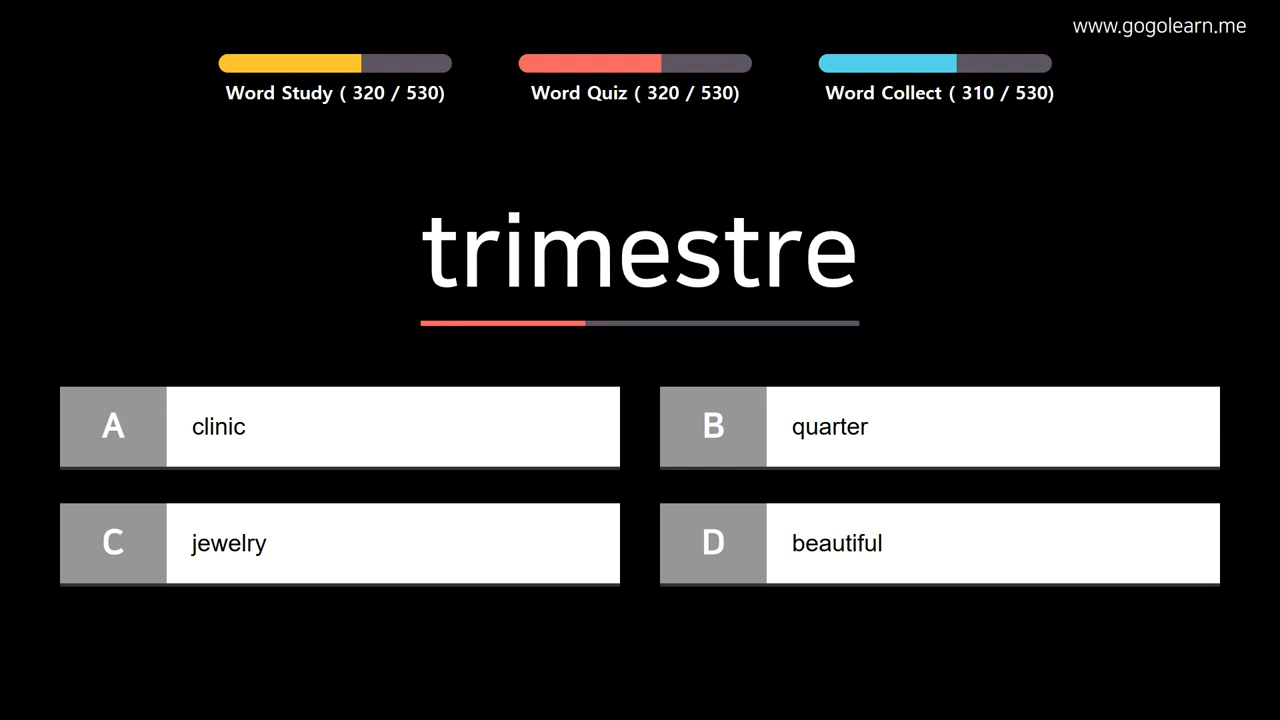 www.gogolearn.me
Word Study ( 320 / 530)
Word Quiz ( 320 / 530)
Word Collect ( 310 / 530)
trimestre
A clinic
B quarter
C jewelry
D beautiful